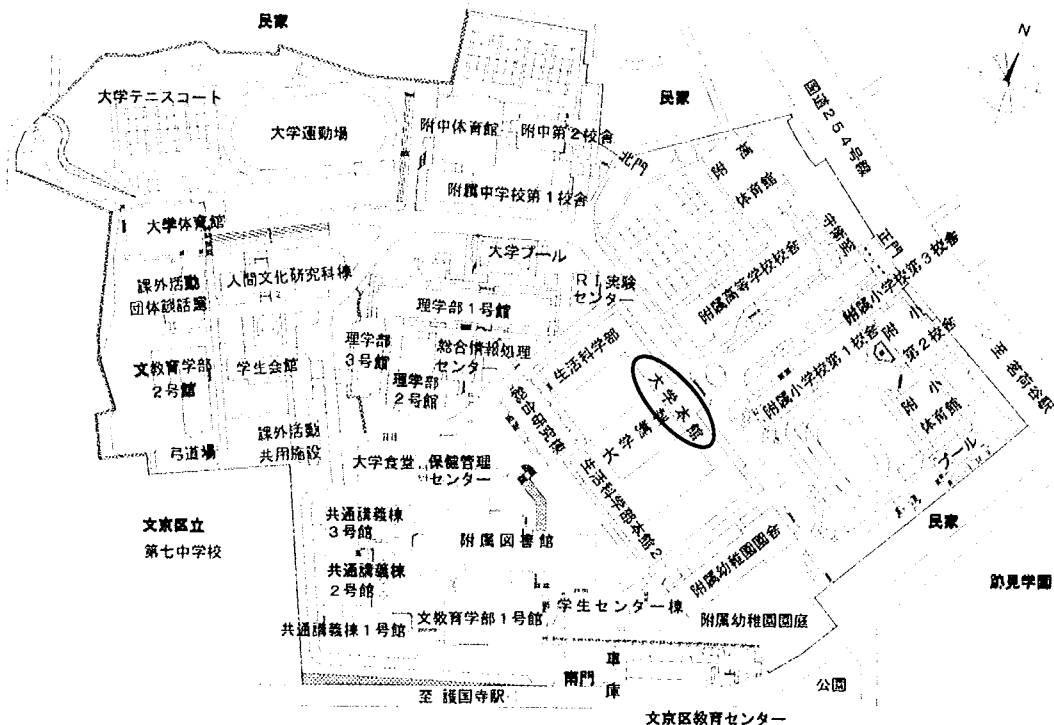 民家
N
大学テニスコート
大学運動場
附中体育館
附中第2校舎
民家
国道254号線
北門
附高
体育館
附属中学校第1校舎
守衛室
正門
大学体育館
大学プール
附属小学校第3校舎
課外活動
団体談話室
人間文化研究科棟
RI実験
センター
附属高等学校校舎
理学部1号館
附小
第2校舎
至 茗荷谷駅
理学部
3号館
総合情報処理
センター
生活科学部
附属小学校第1校舎
文教育学部
2号館
学生会館
理学部
2号館
大学本館
附小
体育館
総合研究棟
大学講堂
プール
弓道場
課外活動
共用施設
大学食堂
保健管理
センター
生活科学部本館2
民家
文京区立
第七中学校
共通講義棟
3号館
附属図書館
附属幼稚園園舎
跡見学園
共通講義棟
2号館
学生センター棟
共通講義棟1号館
文教育学部1号館
附属幼稚園園庭
南門
車
庫
公園
至 護国寺駅
文京区教育センター